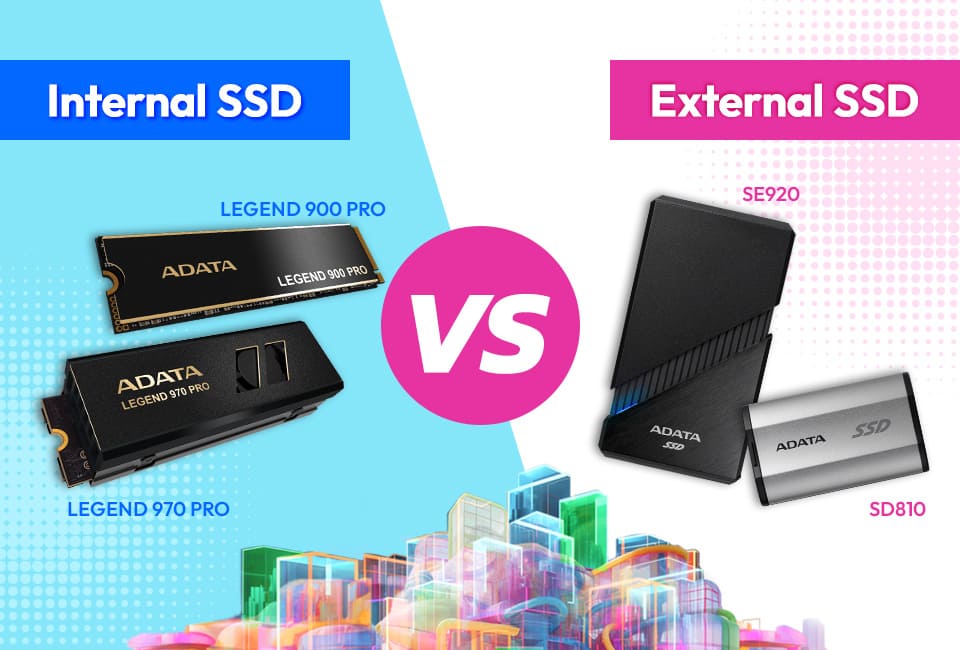 Internal SSD
External SSD
LEGEND 900 PRO
ADATA
LEGEND 900 PRO
ADATA
LEGEND 970 PRO
LEGEND 970 PRO
VS
SE920
ADATA
SSD
ADATA
SSD
SD810